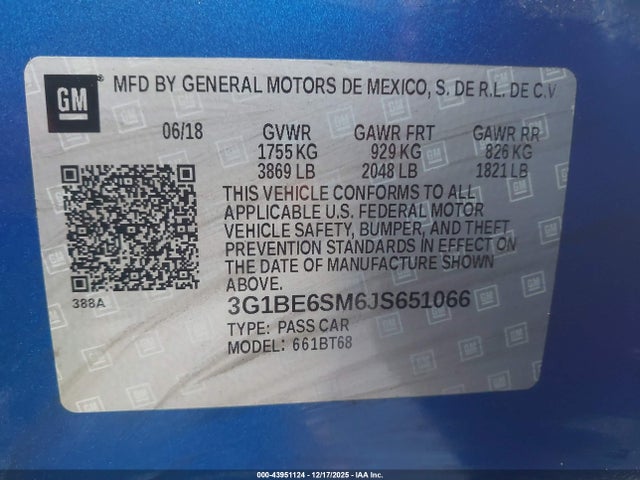 GM
MFD BY GENERAL MOTORS DE MEXICO, S. DE R.L. DE C.V
06/18 GVWR GAWR FRT GAWR RR
1755 KG 929 KG 826 KG
3869 LB 2048 LB 1821 LB
THIS VEHICLE CONFORMS TO ALL
APPLICABLE U.S. FEDERAL MOTOR
VEHICLE SAFETY, BUMPER, AND THEFT
PREVENTION STANDARDS IN EFFECT ON
THE DATE OF MANUFACTURE SHOWN
ABOVE.
388A
3G1BE6SM6JS651066
TYPE: PASS CAR
MODEL: 661BT68
000-43951124 - 12/17/2025 - IAA Inc.